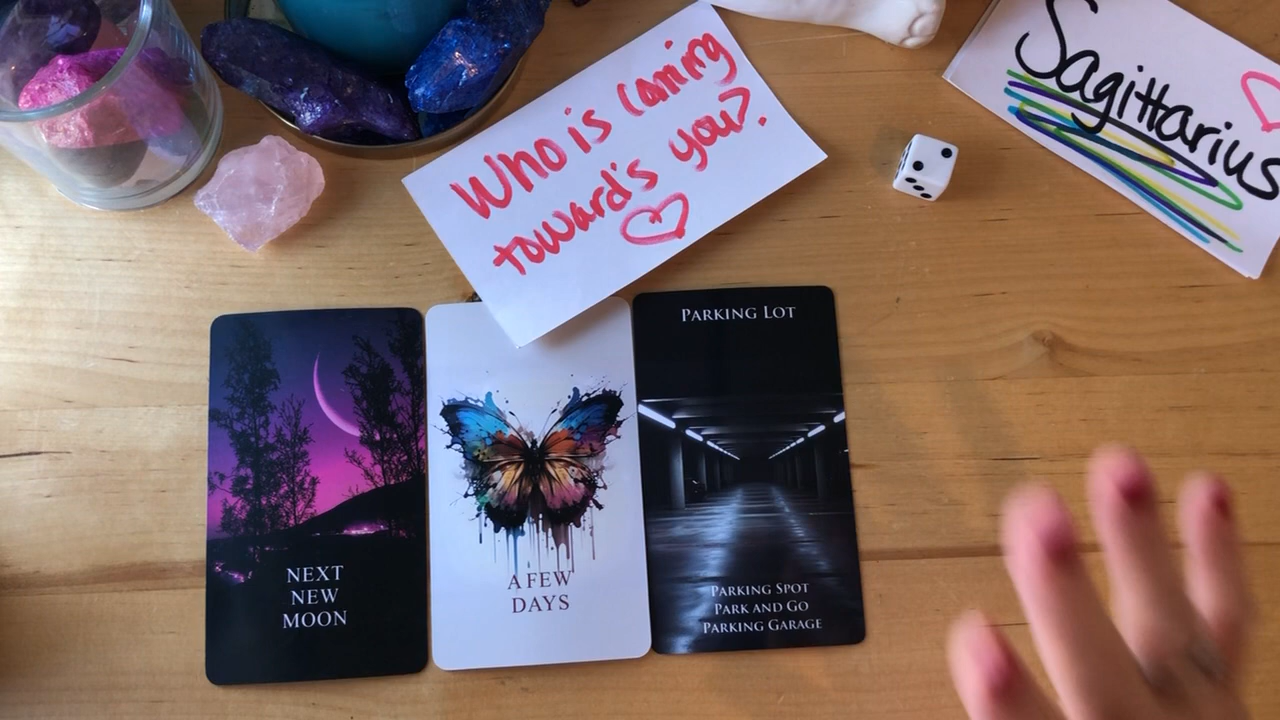 Who is coming
toward's you?
Sagittarius
NEXT
NEW
MOON
A FEW
DAYS
PARKING LOT
PARKING SPOT
PARK AND GO
PARKING GARAGE